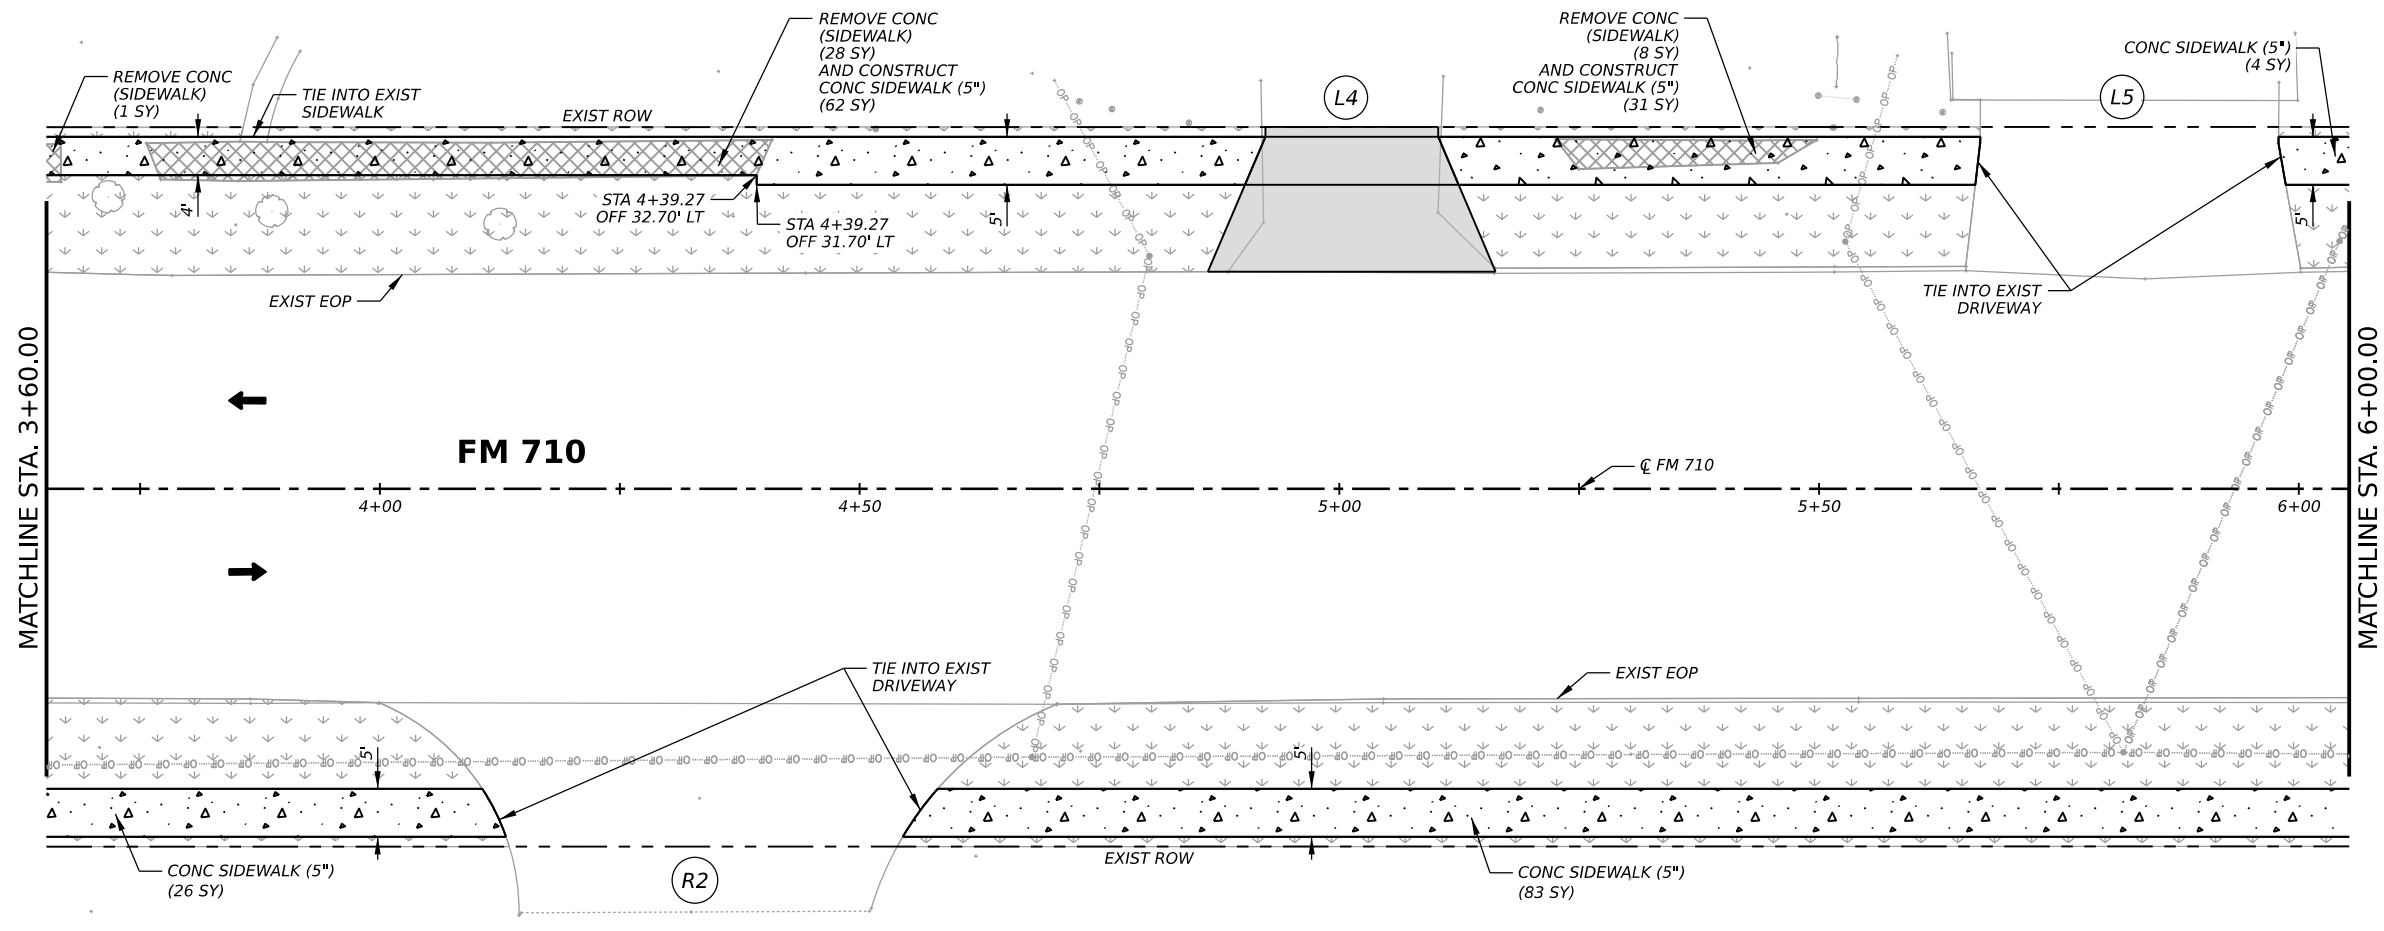 REMOVE CONC
(SIDEWALK)
(1 SY)
TIE INTO EXIST
SIDEWALK
EXIST ROW
REMOVE CONC
(SIDEWALK)
(28 SY)
AND CONSTRUCT
CONC SIDEWALK (5")
(62 SY)
L4
REMOVE CONC
(SIDEWALK)
(8 SY)
AND CONSTRUCT
CONC SIDEWALK (5")
(31 SY)
L5
CONC SIDEWALK (5")
(4 SY)
4'
STA 4+39.27
OFF 32.70' LT
STA 4+39.27
OFF 31.70' LT
5'
5'
EXIST EOP
TIE INTO EXIST
DRIVEWAY
MATCHLINE STA. 3+60.00
MATCHLINE STA. 6+00.00
FM 710
℄ FM 710
4+00
4+50
5+00
5+50
6+00
TIE INTO EXIST
DRIVEWAY
EXIST EOP
5'
5'
OP
CONC SIDEWALK (5")
(26 SY)
R2
EXIST ROW
CONC SIDEWALK (5")
(83 SY)